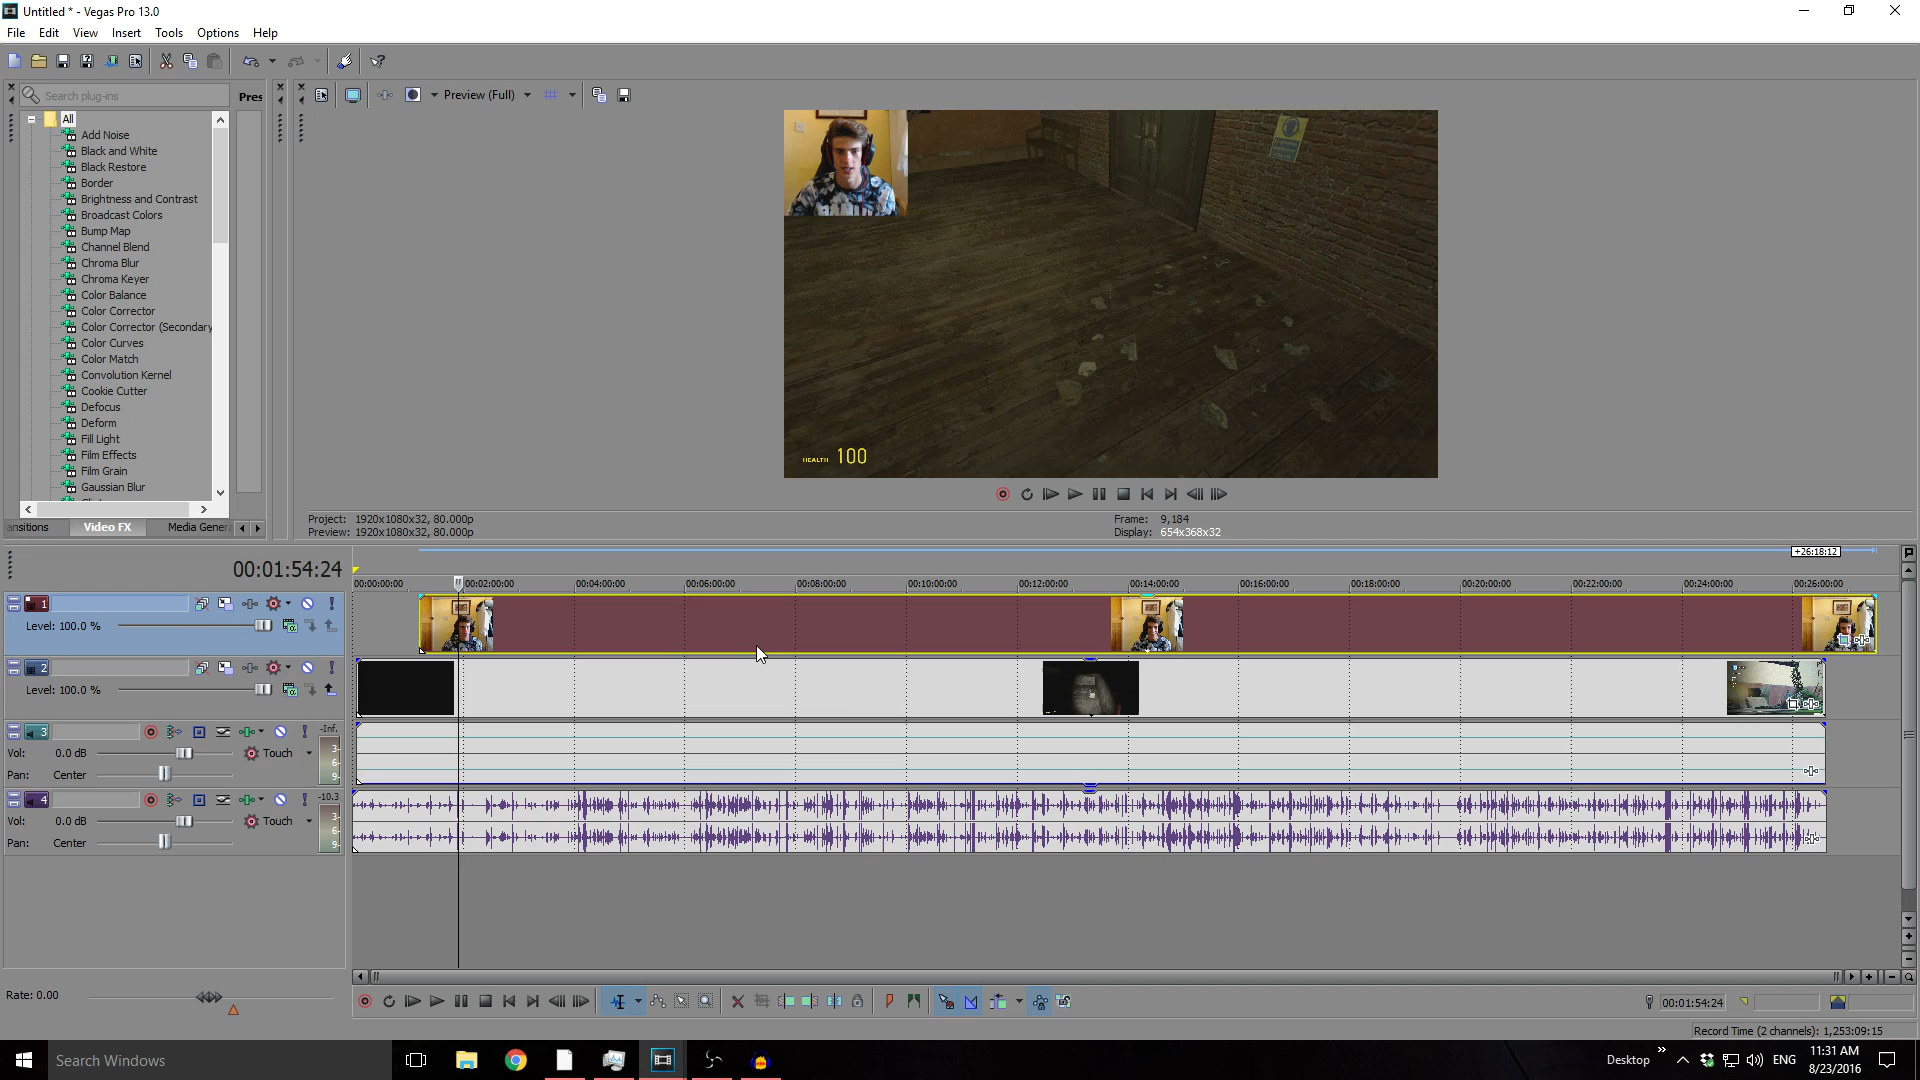 Untitled * - Vegas Pro 13.0
File Edit View Insert Tools Options Help
Search plug-ins
Pres
Preview (Full)
All
Add Noise
Black and White
Black Restore
Border
Brightness and Contrast
Broadcast Colors
Bump Map
Channel Blend
Chroma Blur
Chroma Keyer
Color Balance
Color Corrector
Color Corrector (Secondary
Color Curves
Color Match
Convolution Kernel
Cookie Cutter
Defocus
Deform
Fill Light
Film Effects
Film Grain
Gaussian Blur
HEALTH 100
ansitions Video FX Media Gener
Project: 1920x1080x32, 80.000p
Preview: 1920x1080x32, 80.000p
Frame: 9,184
Display: 654x368x32
+26:18:12
00:01:54:24
00:00:00:00 00:02:00:00 00:04:00:00 00:06:00:00 00:08:00:00 00:10:00:00 00:12:00:00 00:14:00:00 00:16:00:00 00:18:00:00 00:20:00:00 00:22:00:00 00:24:00:00 00:26:00:00
1
Level: 100.0 %
2
Level: 100.0 %
3 -Inf.
Vol: 0.0 dB Touch
Pan: Center
3
6
9
4 -10.3
Vol: 0.0 dB Touch
Pan: Center
3
6
9
Rate: 0.00
00:01:54:24
Record Time (2 channels): 1,253:09:15
Search Windows
Desktop » ENG
11:31 AM
8/23/2016